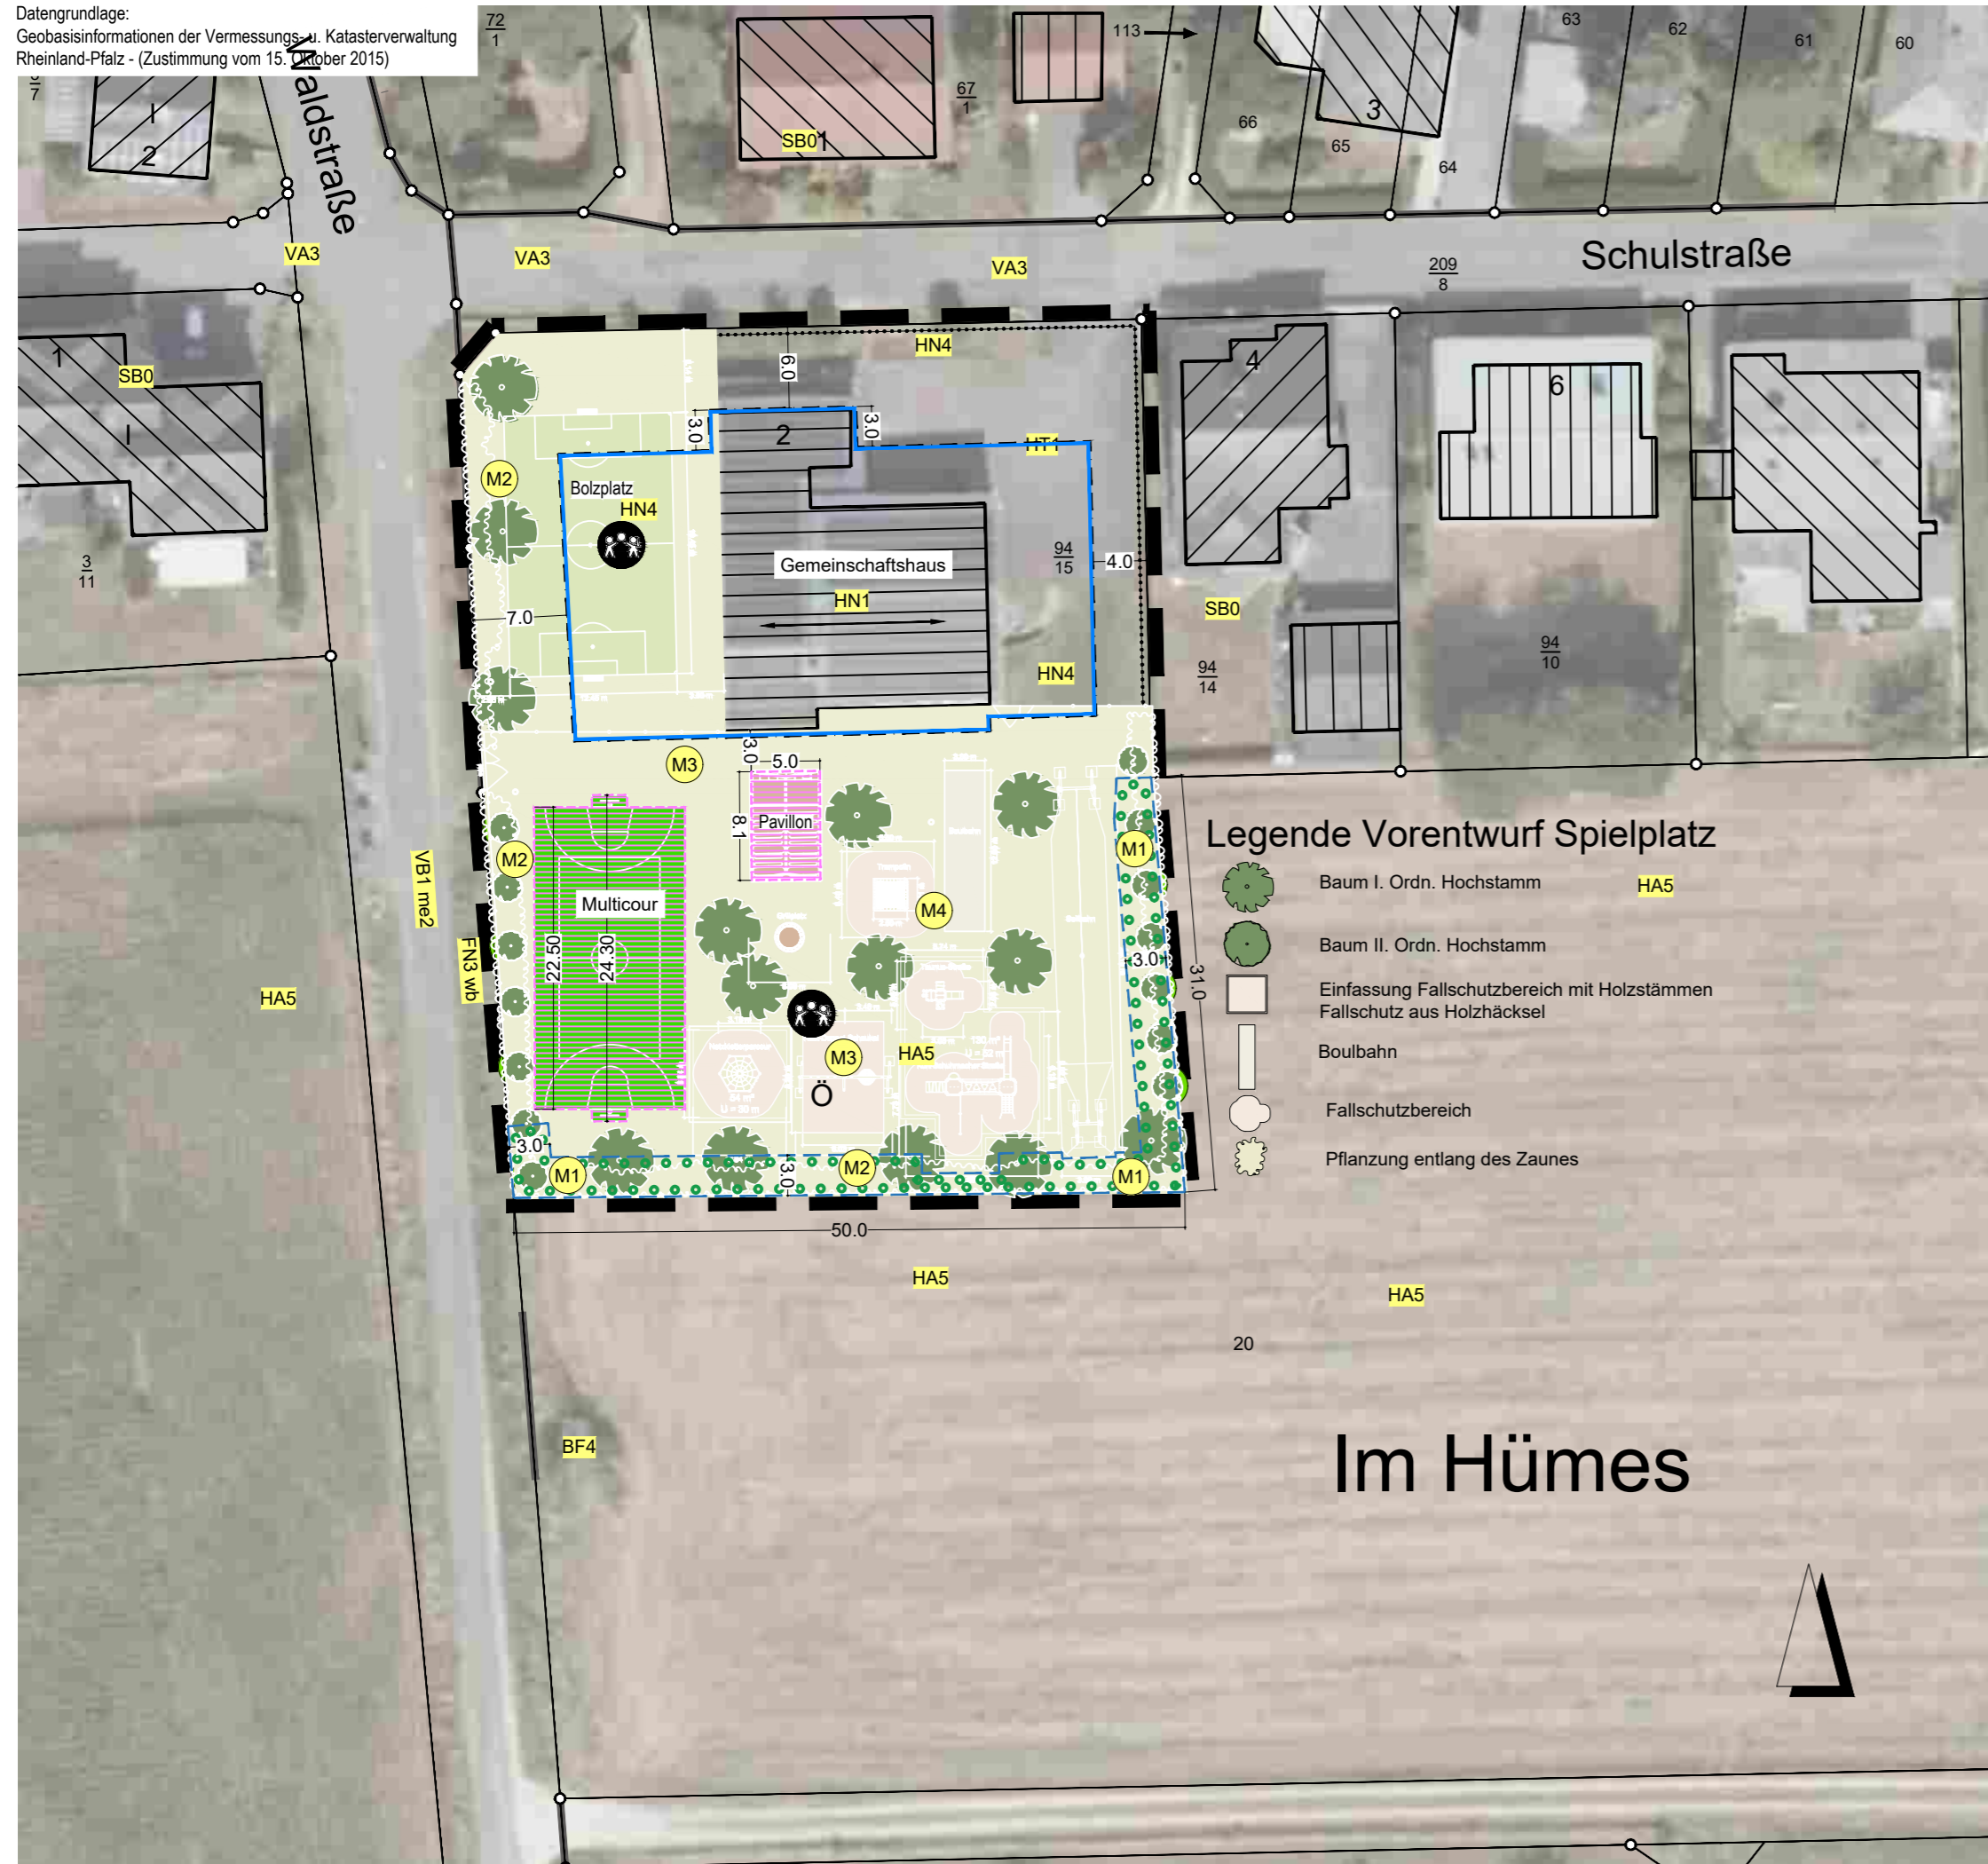 Datengrundlage:
Geobasisinformationen der Vermessungs- u. Katasterverwaltung
Rheinland-Pfalz - (Zustimmung vom 15. Oktober 2015)
Waldstraße
72
1
67
1
113
66
65
64
63
62
61
60
7
I
2
SB0
1
3
VA3
VA3
VA3
209
8
Schulstraße
1
SB0
I
3
11
HN4
6.0
3.0
3.0
2
HT1
4
6
M2
Bolzplatz
HN4
Gemeinschaftshaus
HN1
94
15
4.0
7.0
SB0
HN4
94
14
94
10
M3
3.0
5.0
8.1
Pavillon
Legende Vorentwurf Spielplatz
Baum I. Ordn. Hochstamm
HA5
Baum II. Ordn. Hochstamm
Einfassung Fallschutzbereich mit Holzstämmen
Fallschutz aus Holzhäcksel
Boulbahn
Fallschutzbereich
Pflanzung entlang des Zaunes
M2
M1
VB1 me2
FN3 wb
Multicour
22.50
24.30
M4
3.0
31.0
HA5
M3
HA5
Ö
3.0
M1
3.0
M2
M1
50.0
HA5
HA5
20
BF4
Im Hümes